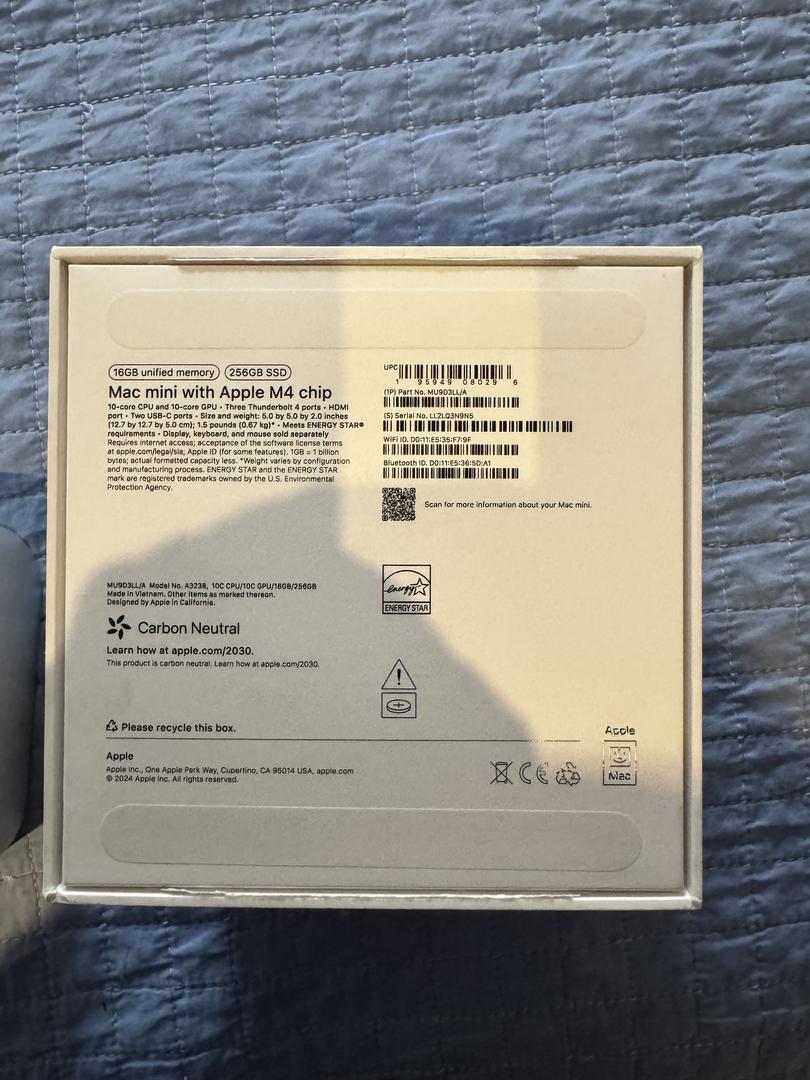 16GB unified memory 256GB SSD
Mac mini with Apple M4 chip
10-core CPU and 10-core GPU • Three Thunderbolt 4 ports • HDMI
port • Two USB-C ports • Size and weight: 5.0 by 5.0 by 2.0 inches
(12.7 by 12.7 by 5.0 cm); 1.5 pounds (0.67 kg)* • Meets ENERGY STAR®
requirements • Display, keyboard, and mouse sold separately
Requires internet access; acceptance of the software license terms
at apple.com/legal/sla; Apple ID (for some features). 1GB = 1 billion
bytes; actual formatted capacity less. *Weight varies by configuration
and manufacturing process. ENERGY STAR and the ENERGY STAR
mark are registered trademarks owned by the U.S. Environmental
Protection Agency.
UPC
1 95949 08029 6
(1P) Part No. MU9D3LL/A
(S) Serial No. LL2LQ3N9N5
WiFi ID. D0:11:E5:35:F7:9F
Bluetooth ID. D0:11:E5:36:5D:A1
Scan for more information about your Mac mini.
MU9D3LL/A Model No. A3238, 10C CPU/10C GPU/16GB/256GB
Made in Vietnam. Other items as marked thereon.
Designed by Apple in California.
energy
ENERGY STAR
Carbon Neutral
Learn how at apple.com/2030.
This product is carbon neutral. Learn how at apple.com/2030.
Please recycle this box.
Apple
Apple Inc., One Apple Park Way, Cupertino, CA 95014 USA, apple.com
© 2024 Apple Inc. All rights reserved.
CE
Apple
Mac